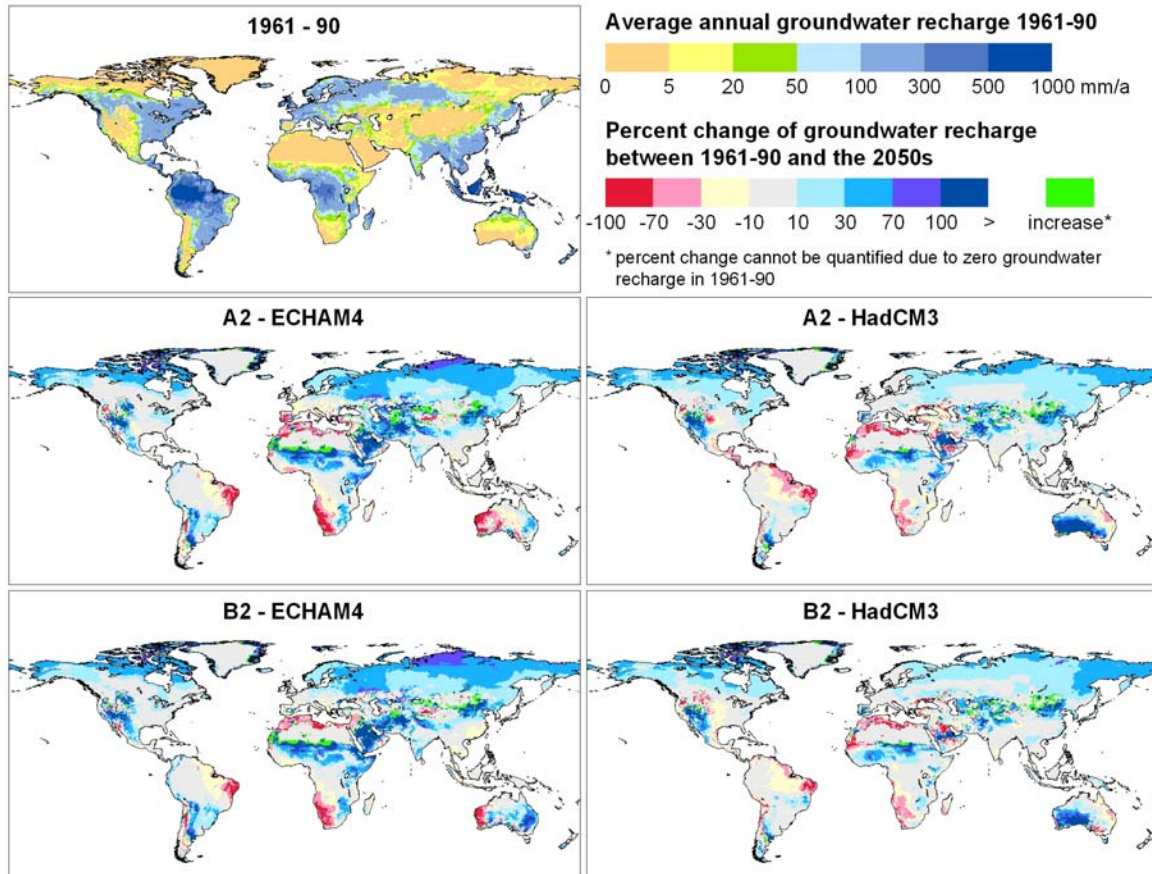 1961 - 90
Average annual groundwater recharge 1961-90
0 5 20 50 100 300 500 1000 mm/a
Percent change of groundwater recharge
between 1961-90 and the 2050s
-100 -70 -30 -10 10 30 70 100 > increase*
* percent change cannot be quantified due to zero groundwater
recharge in 1961-90
A2 - ECHAM4
A2 - HadCM3
B2 - ECHAM4
B2 - HadCM3